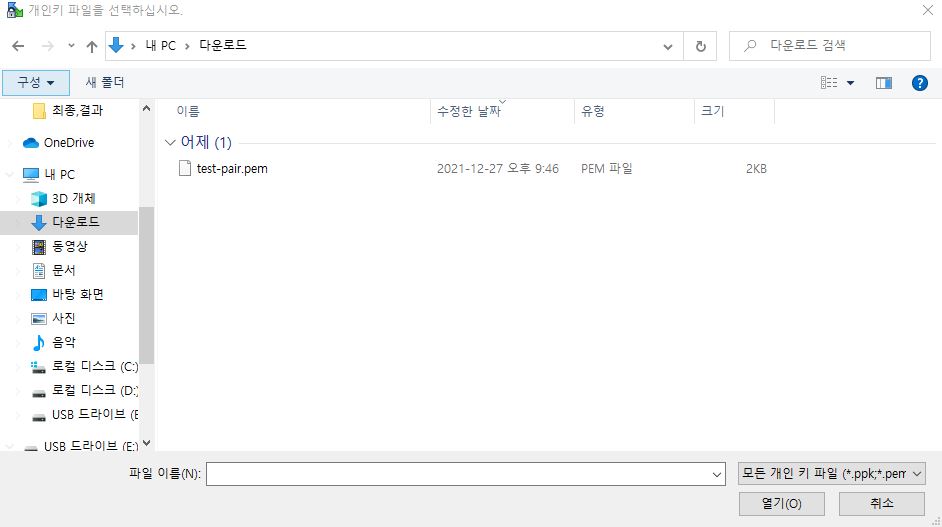 개인키 파일을 선택하십시오.
내 PC 다운로드
다운로드 검색
구성 새 폴더
이름 수정한 날짜 유형 크기
어제 (1)
test-pair.pem 2021-12-27 오후 9:46 PEM 파일 2KB
최종,결과
OneDrive
내 PC
3D 개체
다운로드
동영상
문서
바탕 화면
사진
음악
로컬 디스크 (C:)
로컬 디스크 (D:)
USB 드라이브 (E
USB 드라이브 (E:)
파일 이름(N): 모든 개인 키 파일 (*.ppk;*.pem
열기(O) 취소